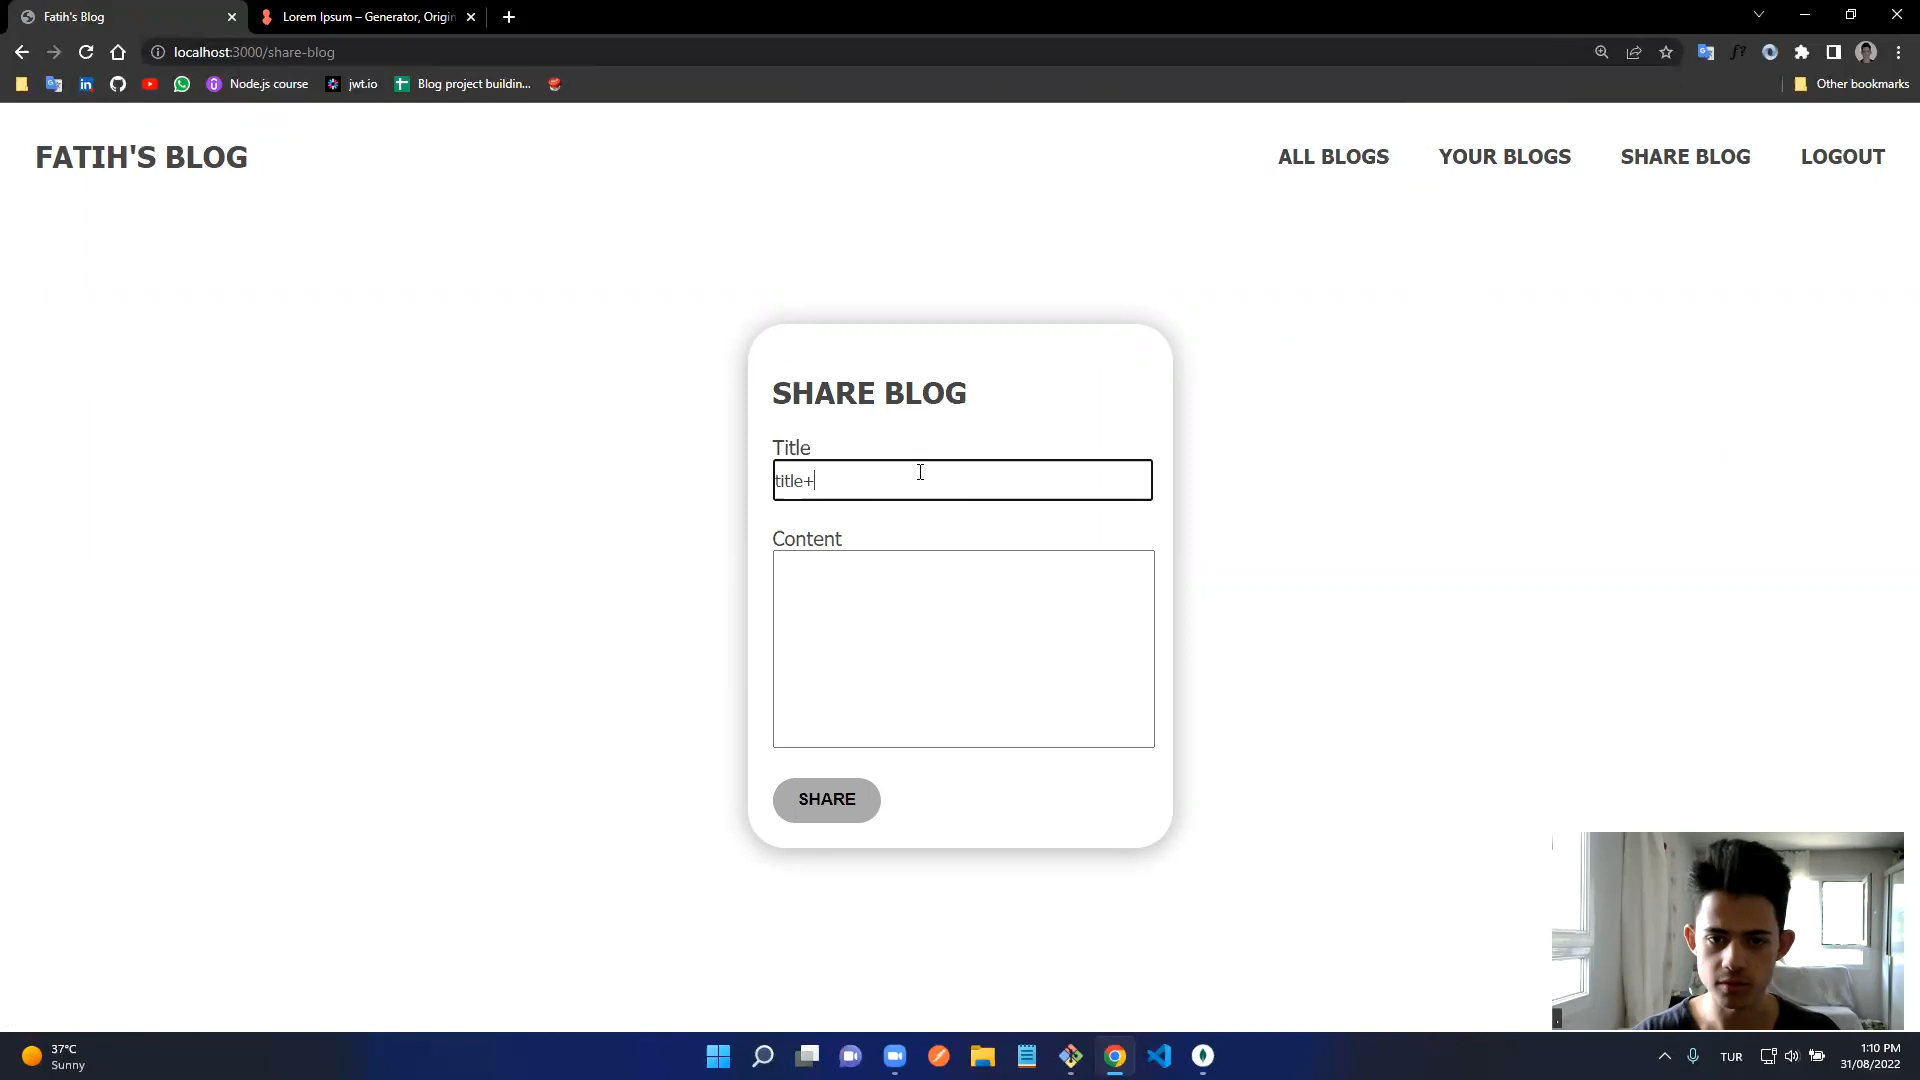 Fatih's Blog
Lorem Ipsum – Generator, Origin
localhost:3000/share-blog
Node.js course
jwt.io
Blog project buildin...
Other bookmarks
FATIH'S BLOG
ALL BLOGS
YOUR BLOGS
SHARE BLOG
LOGOUT
SHARE BLOG
Title
title+
Content
SHARE
37°C
Sunny
TUR
1:10 PM
31/08/2022